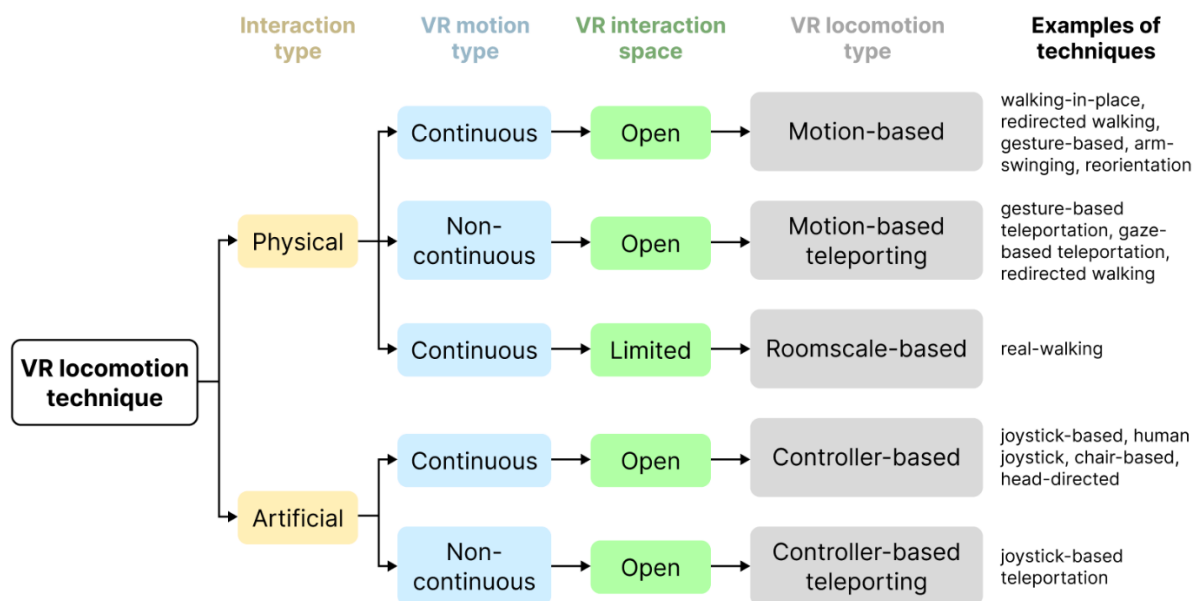 Interaction
type
VR motion
type
VR interaction
space
VR locomotion
type
Examples of
techniques
VR locomotion
technique
Physical
Continuous
Open
Motion-based
walking-in-place,
redirected walking,
gesture-based, arm-
swinging, reorientation
Non-
continuous
Open
Motion-based
teleporting
gesture-based
teleportation, gaze-
based teleportation,
redirected walking
Continuous
Limited
Roomscale-based
real-walking
Artificial
Continuous
Open
Controller-based
joystick-based, human
joystick, chair-based,
head-directed
Non-
continuous
Open
Controller-based
teleporting
joystick-based
teleportation